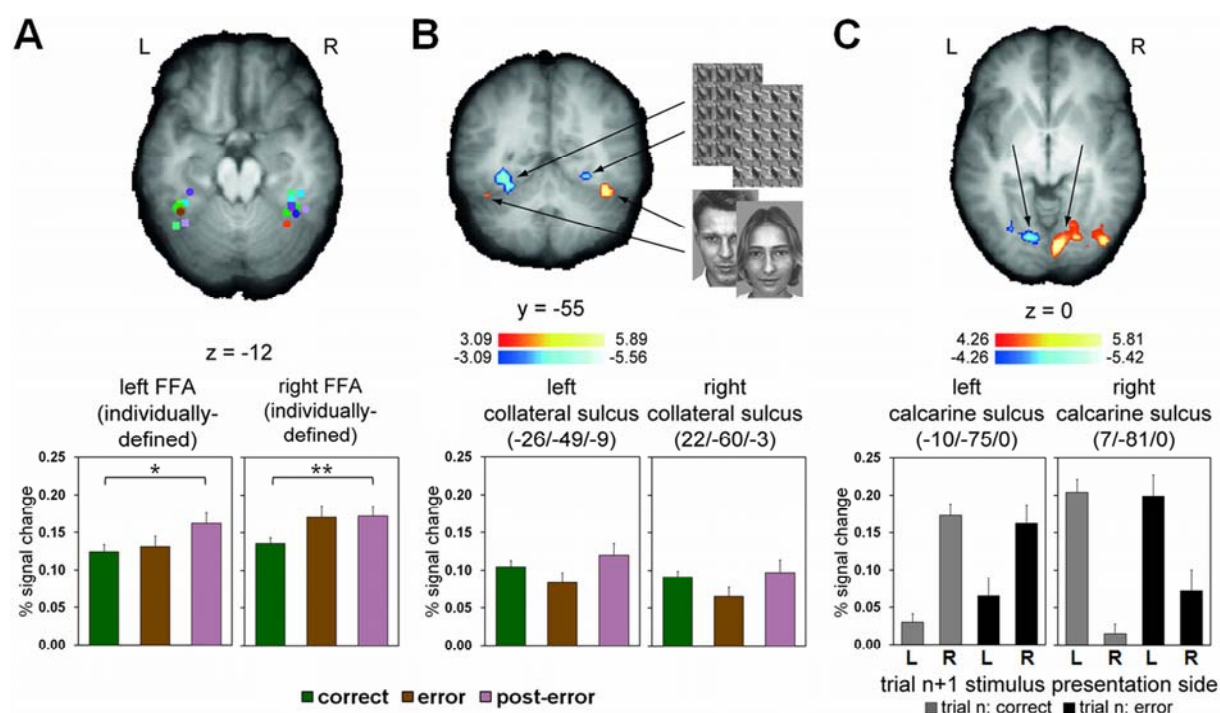 A
L R
z = -12
left FFA
(individually-
defined)
right FFA
(individually-
defined)
% signal change
0.25
0.20
0.15
0.10
0.05
0.00
*
**
B
y = -55
3.09 5.89
-3.09 -5.56
left
collateral sulcus
(-26/-49/-9)
right
collateral sulcus
(22/-60/-3)
% signal change
0.25
0.20
0.15
0.10
0.05
0.00
correct error post-error
C
L R
z = 0
4.26 5.81
-4.26 -5.42
left
calcarine sulcus
(-10/-75/0)
right
calcarine sulcus
(7/-81/0)
% signal change
0.25
0.20
0.15
0.10
0.05
0.00
L R L R
L R L R
trial n+1 stimulus presentation side
trial n: correct trial n: error